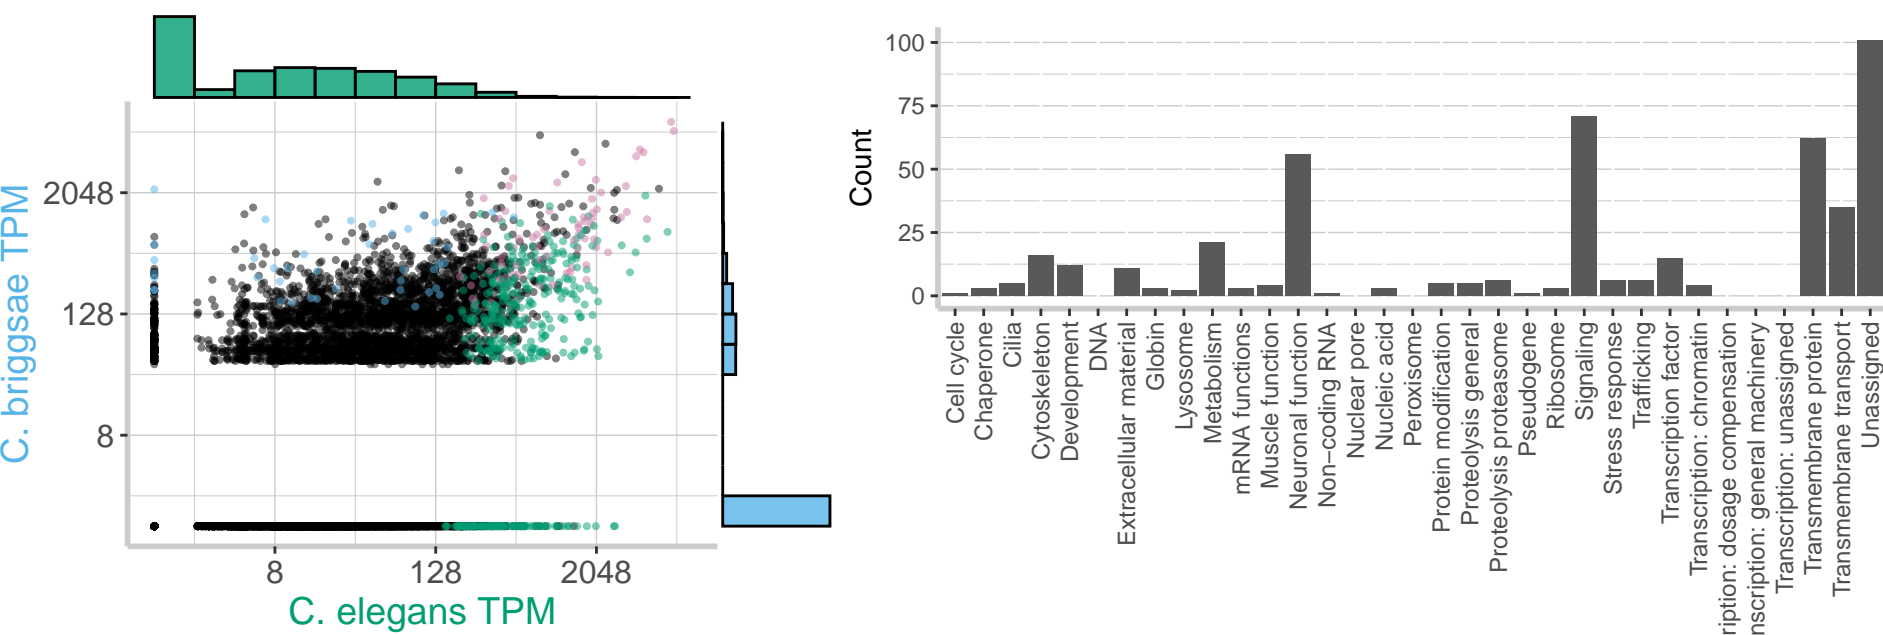 2048
128
8
C. briggsae TPM
8
128
2048
C. elegans TPM
100
75
50
25
0
Count
Cell cycle
Chaperone
Cilia
Cytoskeleton
Development
DNA
Extracellular material
Globin
Lysosome
Metabolism
mRNA functions
Muscle function
Neuronal function
Non–coding RNA
Nuclear pore
Nucleic acid
Peroxisome
Protein modification
Proteolysis general
Proteolysis proteasome
Pseudogene
Ribosome
Signaling
Stress response
Trafficking
Transcription factor
Transcription: chromatin
ription: dosage compensation
nscription: general machinery
Transcription: unassigned
Transmembrane protein
Transmembrane transport
Unassigned